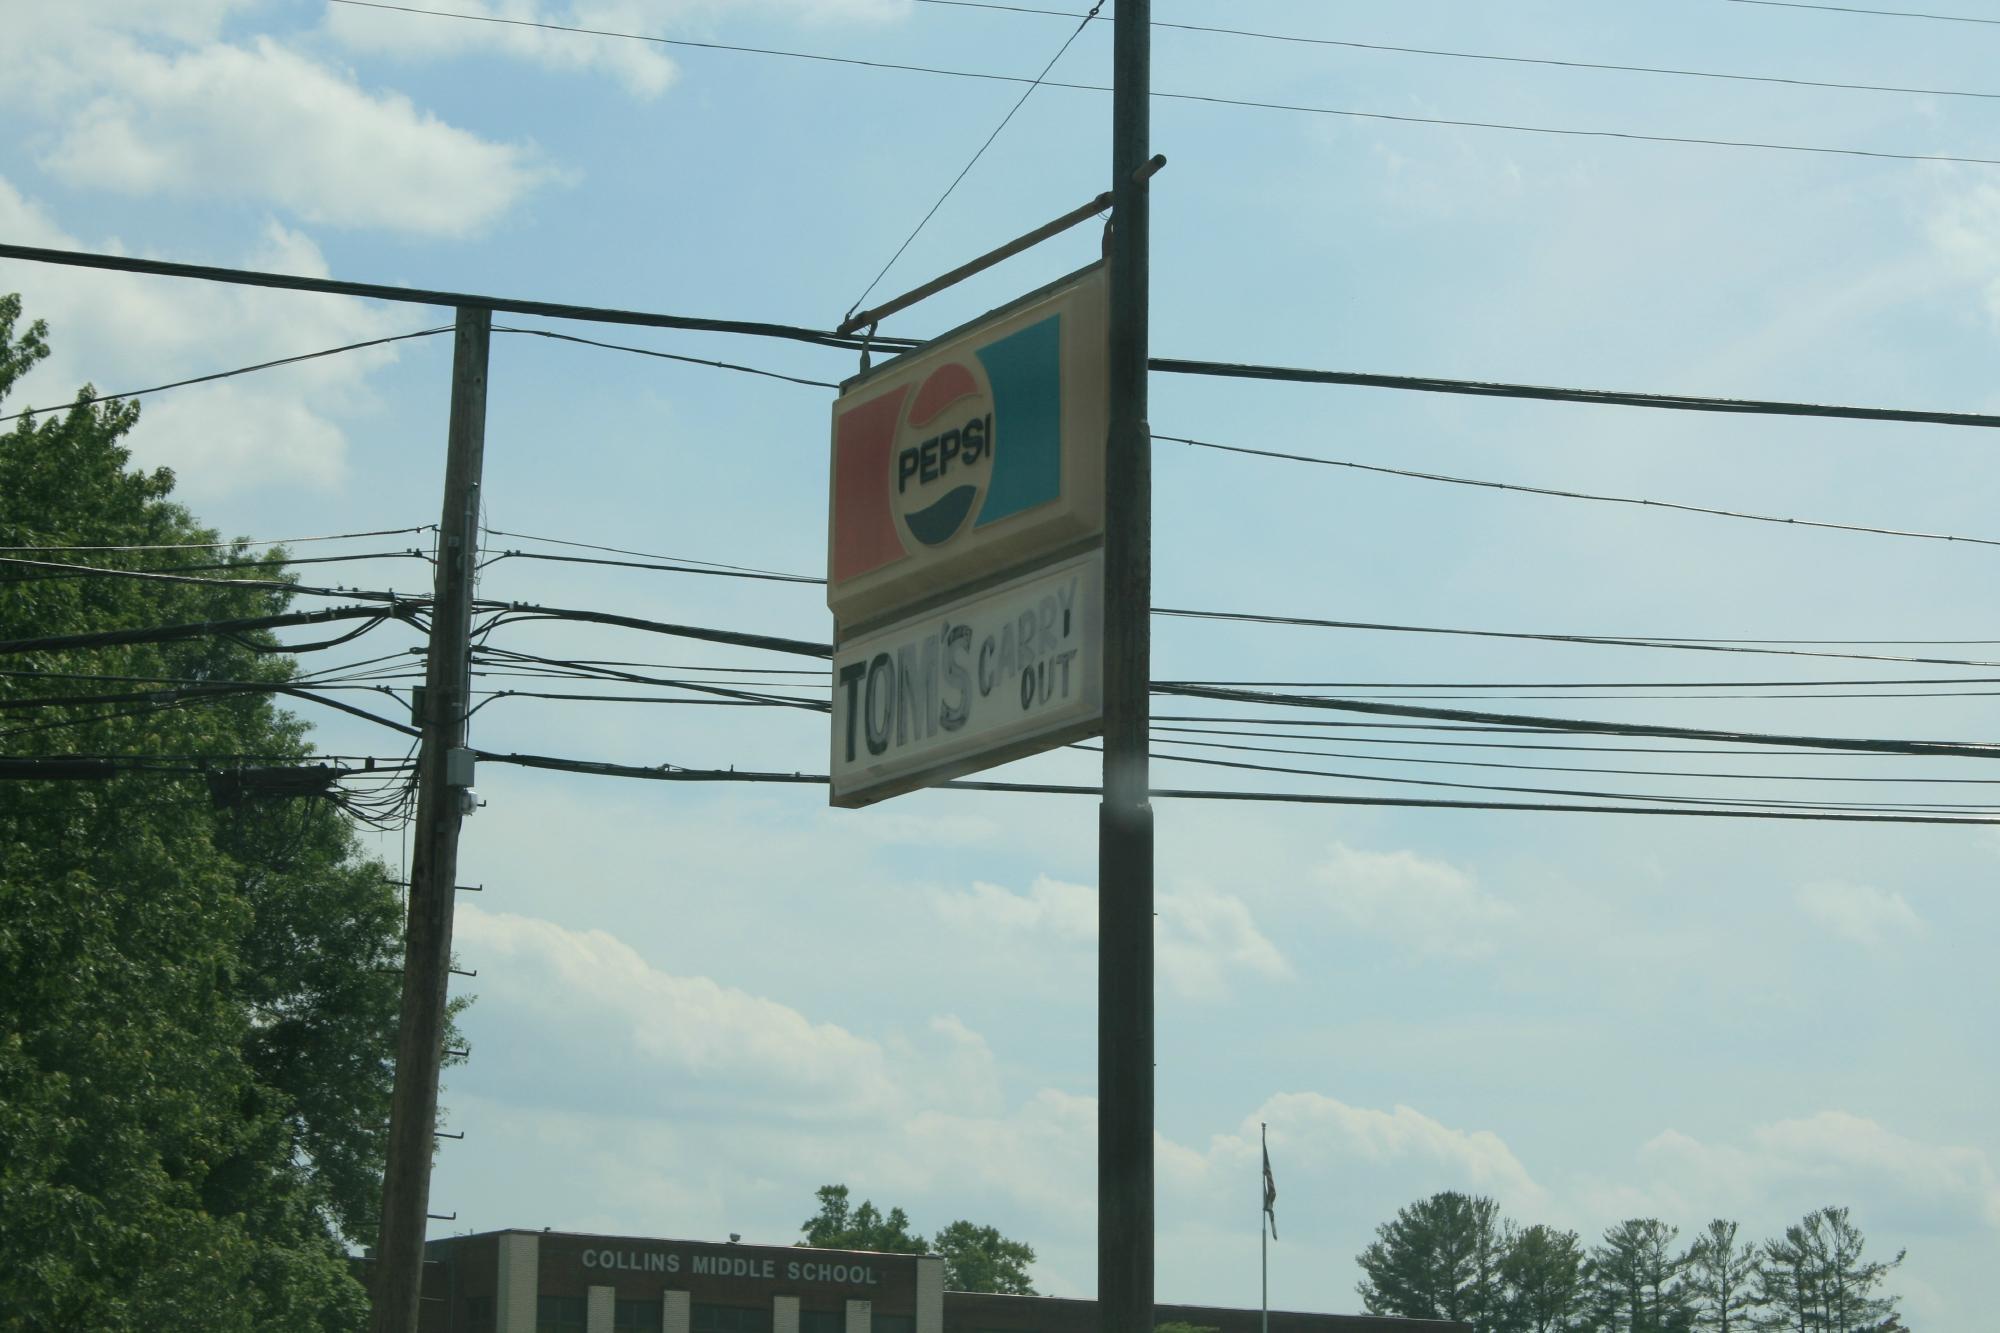 PEPSI
TOM'S CARRY
OUT
COLLINS MIDDLE SCHOOL